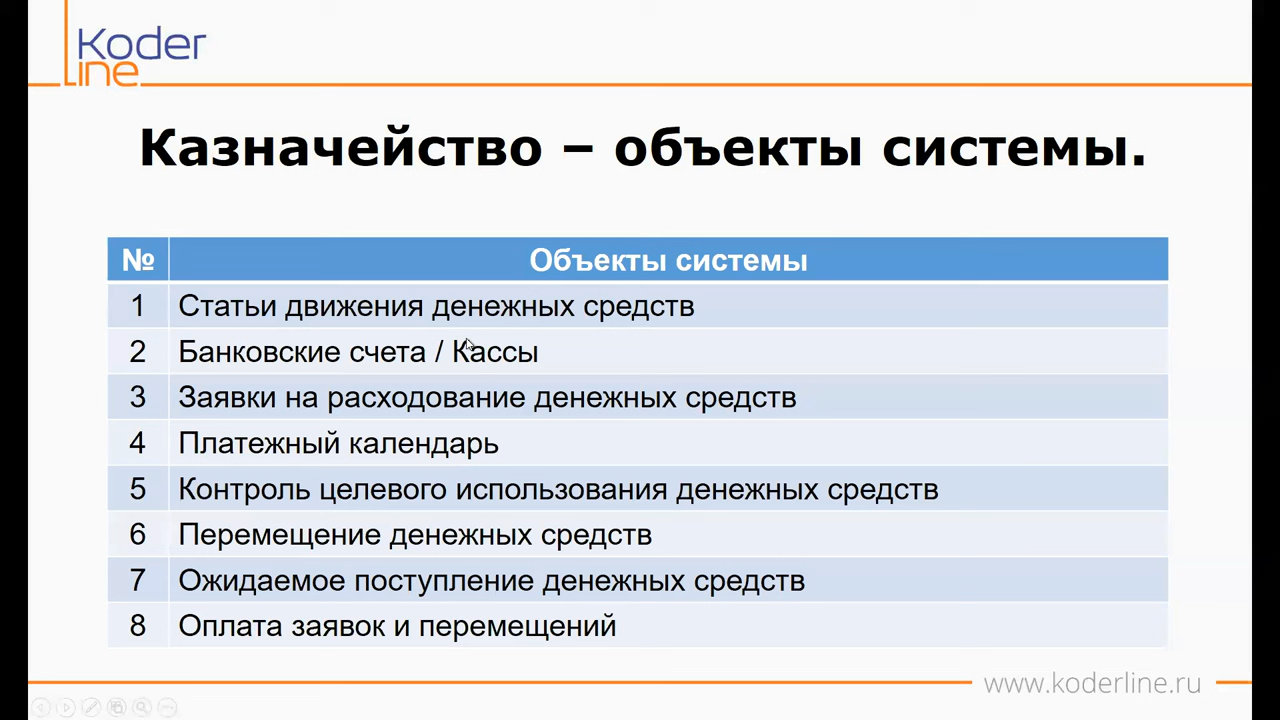 Koder
Line
Казначейство – объекты системы.
№ Объекты системы
1 Статьи движения денежных средств
2 Банковские счета / Кассы
3 Заявки на расходование денежных средств
4 Платежный календарь
5 Контроль целевого использования денежных средств
6 Перемещение денежных средств
7 Ожидаемое поступление денежных средств
8 Оплата заявок и перемещений
www.koderline.ru